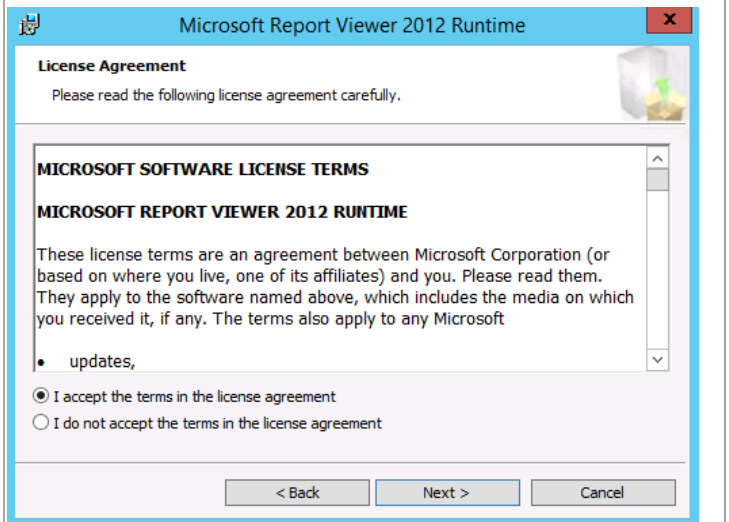 Microsoft Report Viewer 2012 Runtime
x
License Agreement
Please read the following license agreement carefully.
MICROSOFT SOFTWARE LICENSE TERMS
MICROSOFT REPORT VIEWER 2012 RUNTIME
These license terms are an agreement between Microsoft Corporation (or
based on where you live, one of its affiliates) and you. Please read them.
They apply to the software named above, which includes the media on which
you received it, if any. The terms also apply to any Microsoft
• updates,
I accept the terms in the license agreement
I do not accept the terms in the license agreement
< Back
Next >
Cancel